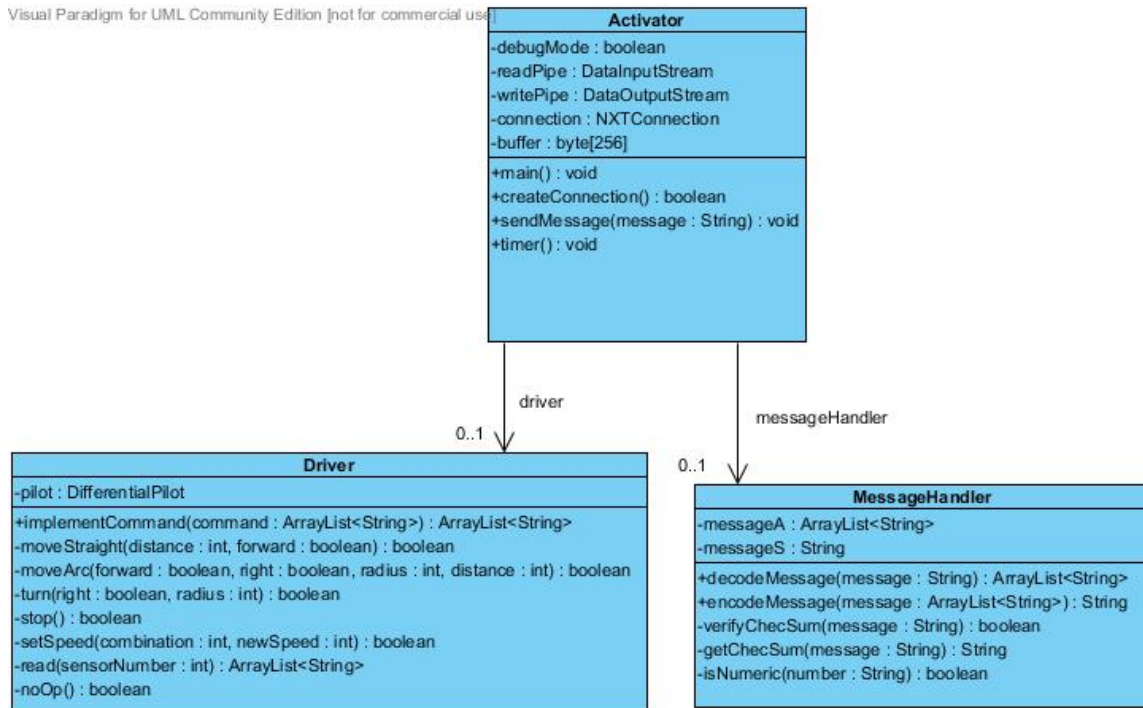 Visual Paradigm for UML Community Edition [not for commercial use]
Activator
-debugMode : boolean
-readPipe : DataInputStream
-writePipe : DataOutputStream
-connection : NXTConnection
-buffer : byte[256]
+main() : void
+createConnection() : boolean
+sendMessage(message : String) : void
+timer() : void
driver
0..1
messageHandler
0..1
Driver
-pilot : DifferentialPilot
+implementCommand(command : ArrayList<String>) : ArrayList<String>
-moveStraight(distance : int, forward : boolean) : boolean
-moveArc(forward : boolean, right : boolean, radius : int, distance : int) : boolean
-turn(right : boolean, radius : int) : boolean
-stop() : boolean
-setSpeed(combination : int, newSpeed : int) : boolean
-read(sensorNumber : int) : ArrayList<String>
-noOp() : boolean
MessageHandler
-messageA : ArrayList<String>
-messageS : String
+decodeMessage(message : String) : ArrayList<String>
+encodeMessage(message : ArrayList<String>) : String
-verifyChecSum(message : String) : boolean
-getChecSum(message : String) : String
-isNumeric(number : String) : boolean